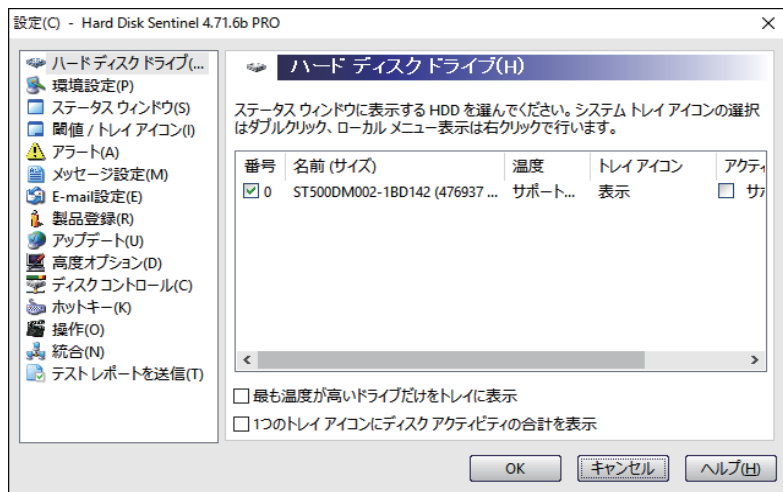 設定(C) - Hard Disk Sentinel 4.71.6b PRO
ハード ディスク ドライブ(...
環境設定(P)
ステータス ウィンドウ(S)
閾値 / トレイ アイコン(I)
アラート(A)
メッセージ設定(M)
E-mail設定(E)
製品登録(R)
アップデート(U)
高度オプション(D)
ディスク コントロール(C)
ホットキー(K)
操作(O)
統合(N)
テスト レポートを送信(T)
ハード ディスク ドライブ(H)
ステータス ウィンドウに表示する HDD を選んでください。システム トレイ アイコンの選択
はダブルクリック、ローカル メニュー表示は右クリックで行います。
番号 名前 (サイズ) 温度 トレイ アイコン アクティ
0 ST500DM002-1BD142 (476937 ... サポート... 表示 サポ
最も温度が高いドライブだけをトレイに表示
1つのトレイ アイコンにディスク アクティビティの合計を表示
OK キャンセル ヘルプ(H)